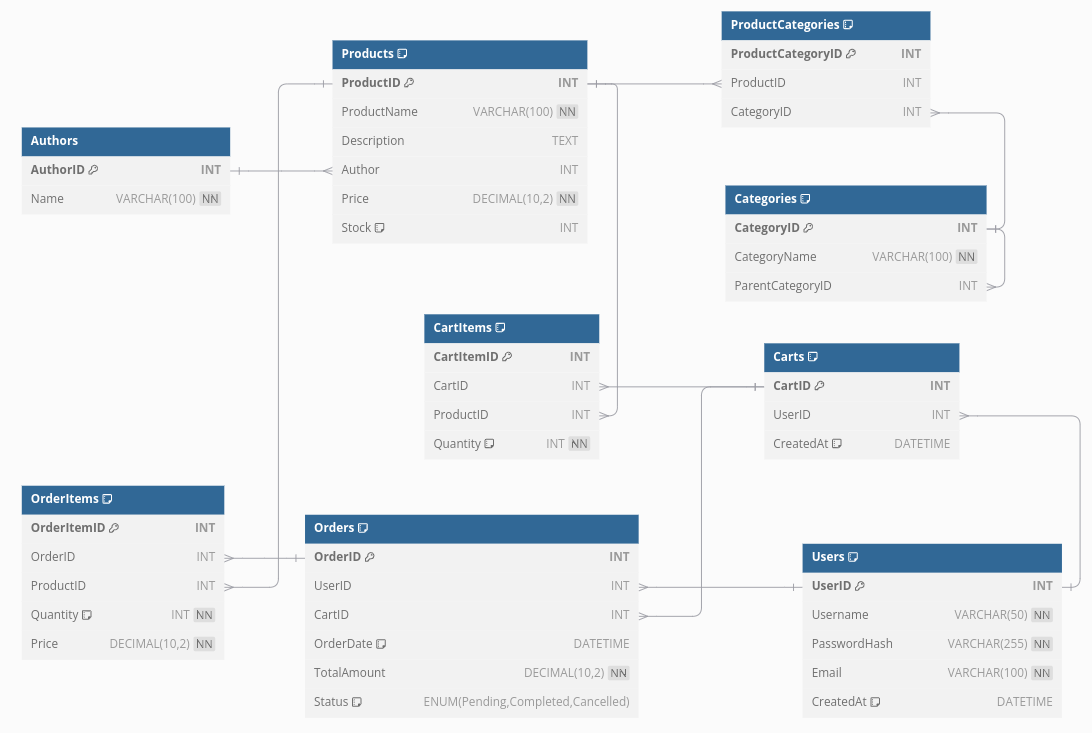 Authors
AuthorID INT
Name VARCHAR(100) NN
Products
ProductID INT
ProductName VARCHAR(100) NN
Description TEXT
Author INT
Price DECIMAL(10,2) NN
Stock INT
ProductCategories
ProductCategoryID INT
ProductID INT
CategoryID INT
Categories
CategoryID INT
CategoryName VARCHAR(100) NN
ParentCategoryID INT
CartItems
CartItemID INT
CartID INT
ProductID INT
Quantity INT NN
Carts
CartID INT
UserID INT
CreatedAt DATETIME
OrderItems
OrderItemID INT
OrderID INT
ProductID INT
Quantity INT NN
Price DECIMAL(10,2) NN
Orders
OrderID INT
UserID INT
CartID INT
OrderDate DATETIME
TotalAmount DECIMAL(10,2) NN
Status ENUM(Pending,Completed,Cancelled)
Users
UserID INT
Username VARCHAR(50) NN
PasswordHash VARCHAR(255) NN
Email VARCHAR(100) NN
CreatedAt DATETIME